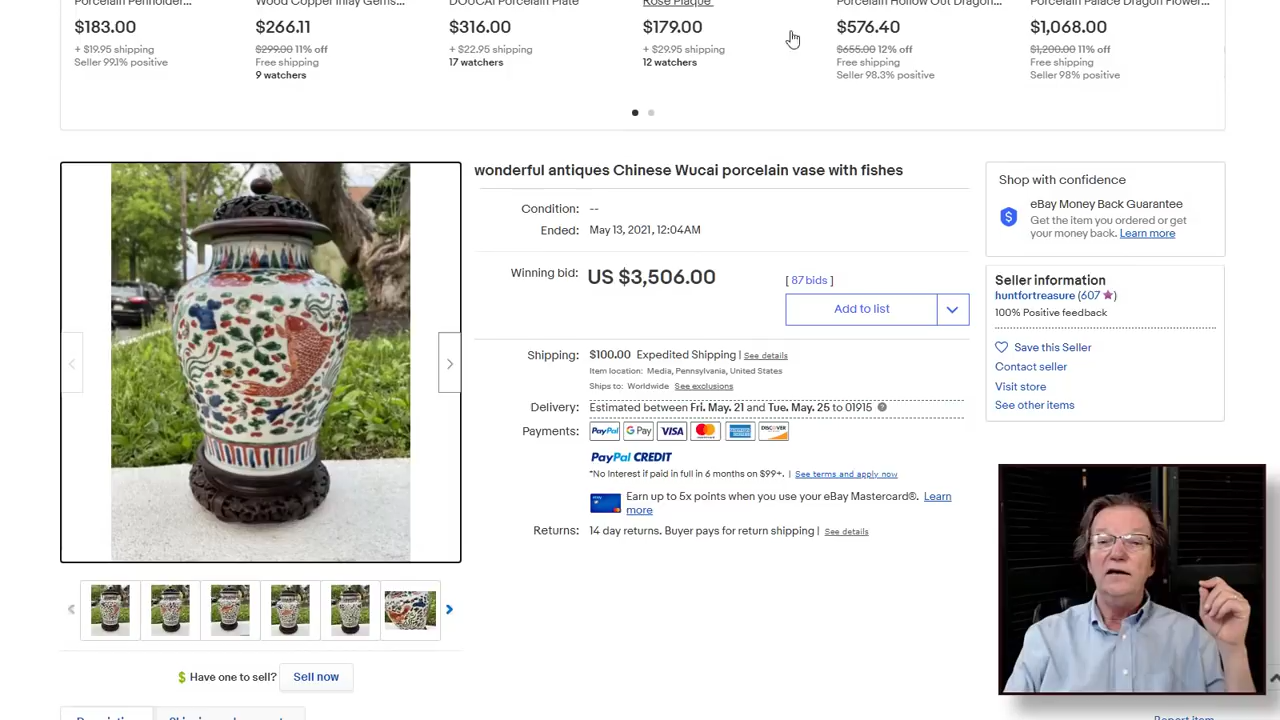 Porcelain Penholder...
Wood Copper Inlay Gems...
DOUCAI Porcelain Plate
Rose Plaque
Porcelain Hollow Out Dragon...
Porcelain Palace Dragon Flower...
$183.00
$266.11
$316.00
$179.00
$576.40
$1,068.00
+ $19.95 shipping
$299.00 11% off
+ $22.95 shipping
+ $29.95 shipping
$655.00 12% off
$1,200.00 11% off
Seller 99.1% positive
Free shipping
17 watchers
12 watchers
Free shipping
Free shipping
9 watchers
Seller 98.3% positive
Seller 98% positive
wonderful antiques Chinese Wucai porcelain vase with fishes
Condition: --
Ended: May 13, 2021, 12:04AM
Winning bid: US $3,506.00 [ 87 bids ]
Add to list
Shipping: $100.00 Expedited Shipping | See details
Item location: Media, Pennsylvania, United States
Ships to: Worldwide See exclusions
Delivery: Estimated between Fri. May. 21 and Tue. May. 25 to 01915
Payments: PayPal G Pay VISA DISCOVER
PayPal CREDIT
*No Interest if paid in full in 6 months on $99+. | See terms and apply now
Earn up to 5x points when you use your eBay Mastercard®. Learn
more
Returns: 14 day returns. Buyer pays for return shipping | See details
Shop with confidence
eBay Money Back Guarantee
Get the item you ordered or get
your money back. Learn more
Seller information
huntfortreasure (607 )
100% Positive feedback
Save this Seller
Contact seller
Visit store
See other items
$ Have one to sell? Sell now
Report item